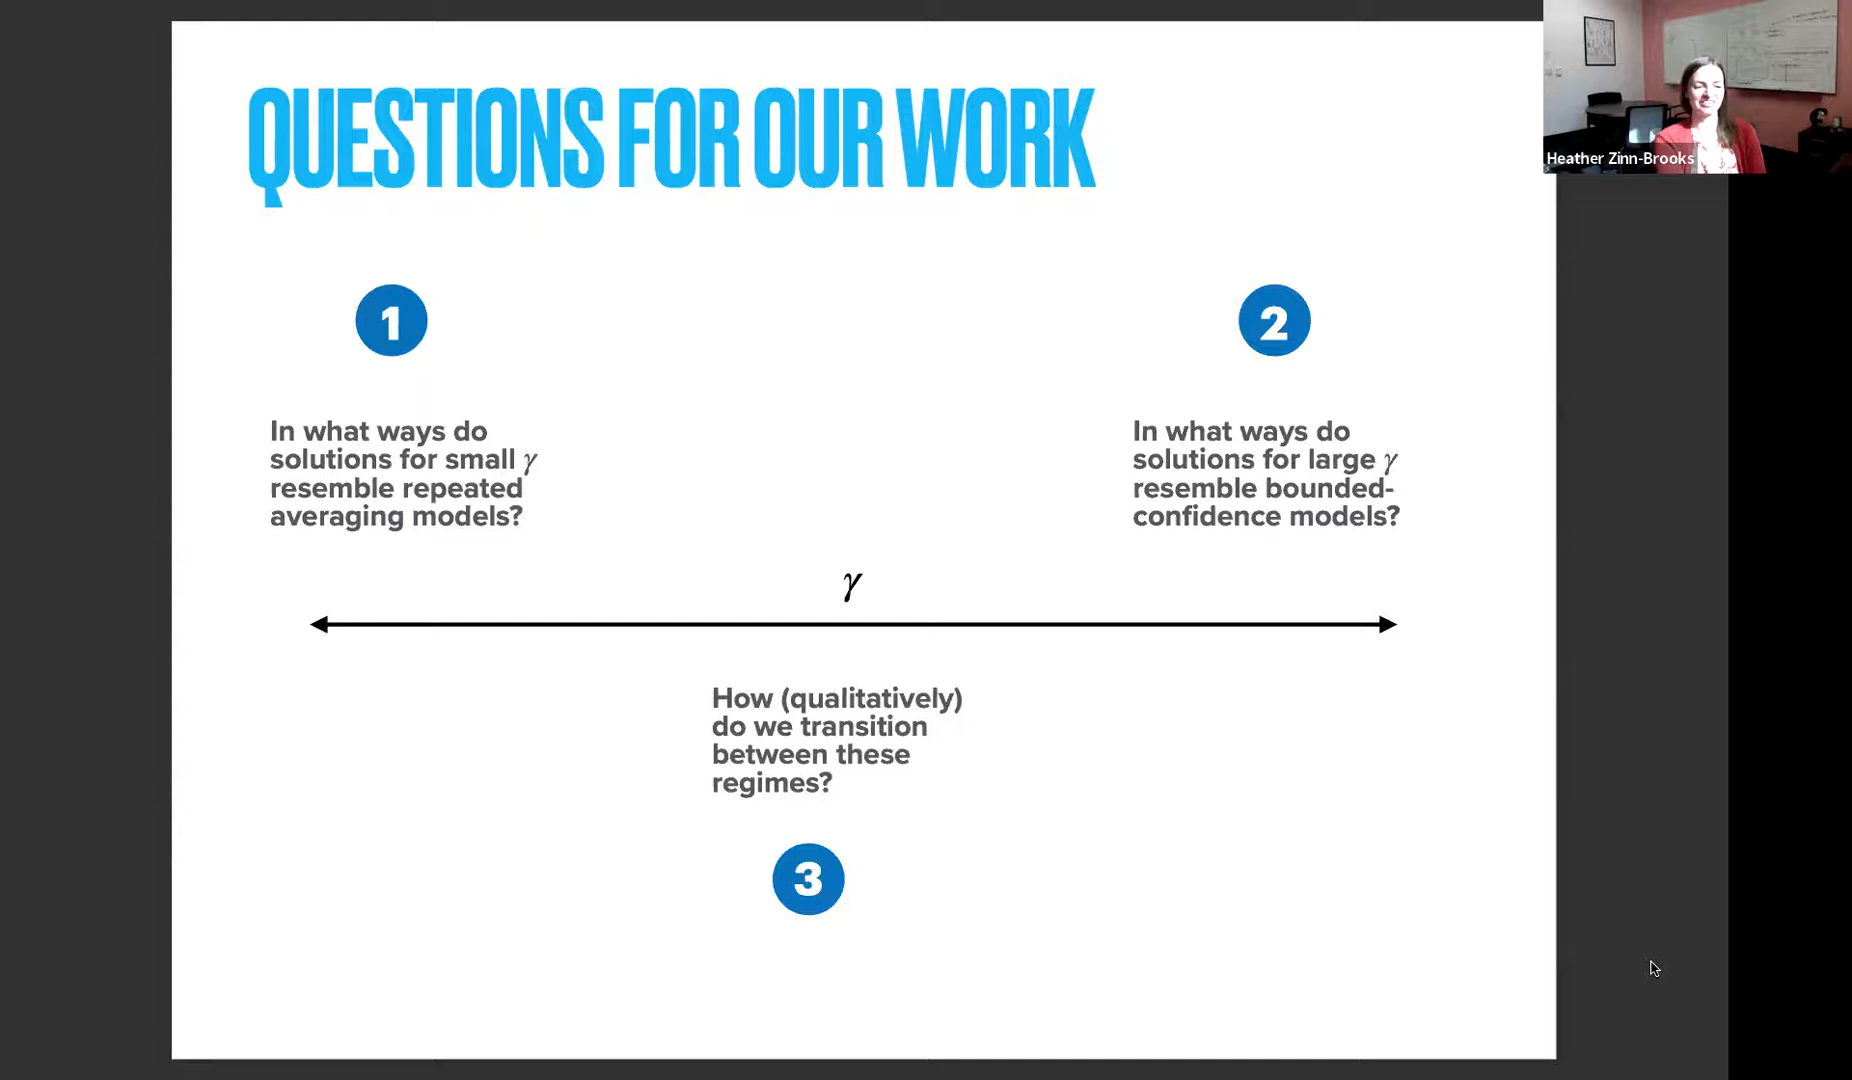 QUESTIONS FOR OUR WORK
Heather Zinn-Brooks
1
In what ways do
solutions for small γ
resemble repeated
averaging models?
2
In what ways do
solutions for large γ
resemble bounded-
confidence models?
γ
How (qualitatively)
do we transition
between these
regimes?
3